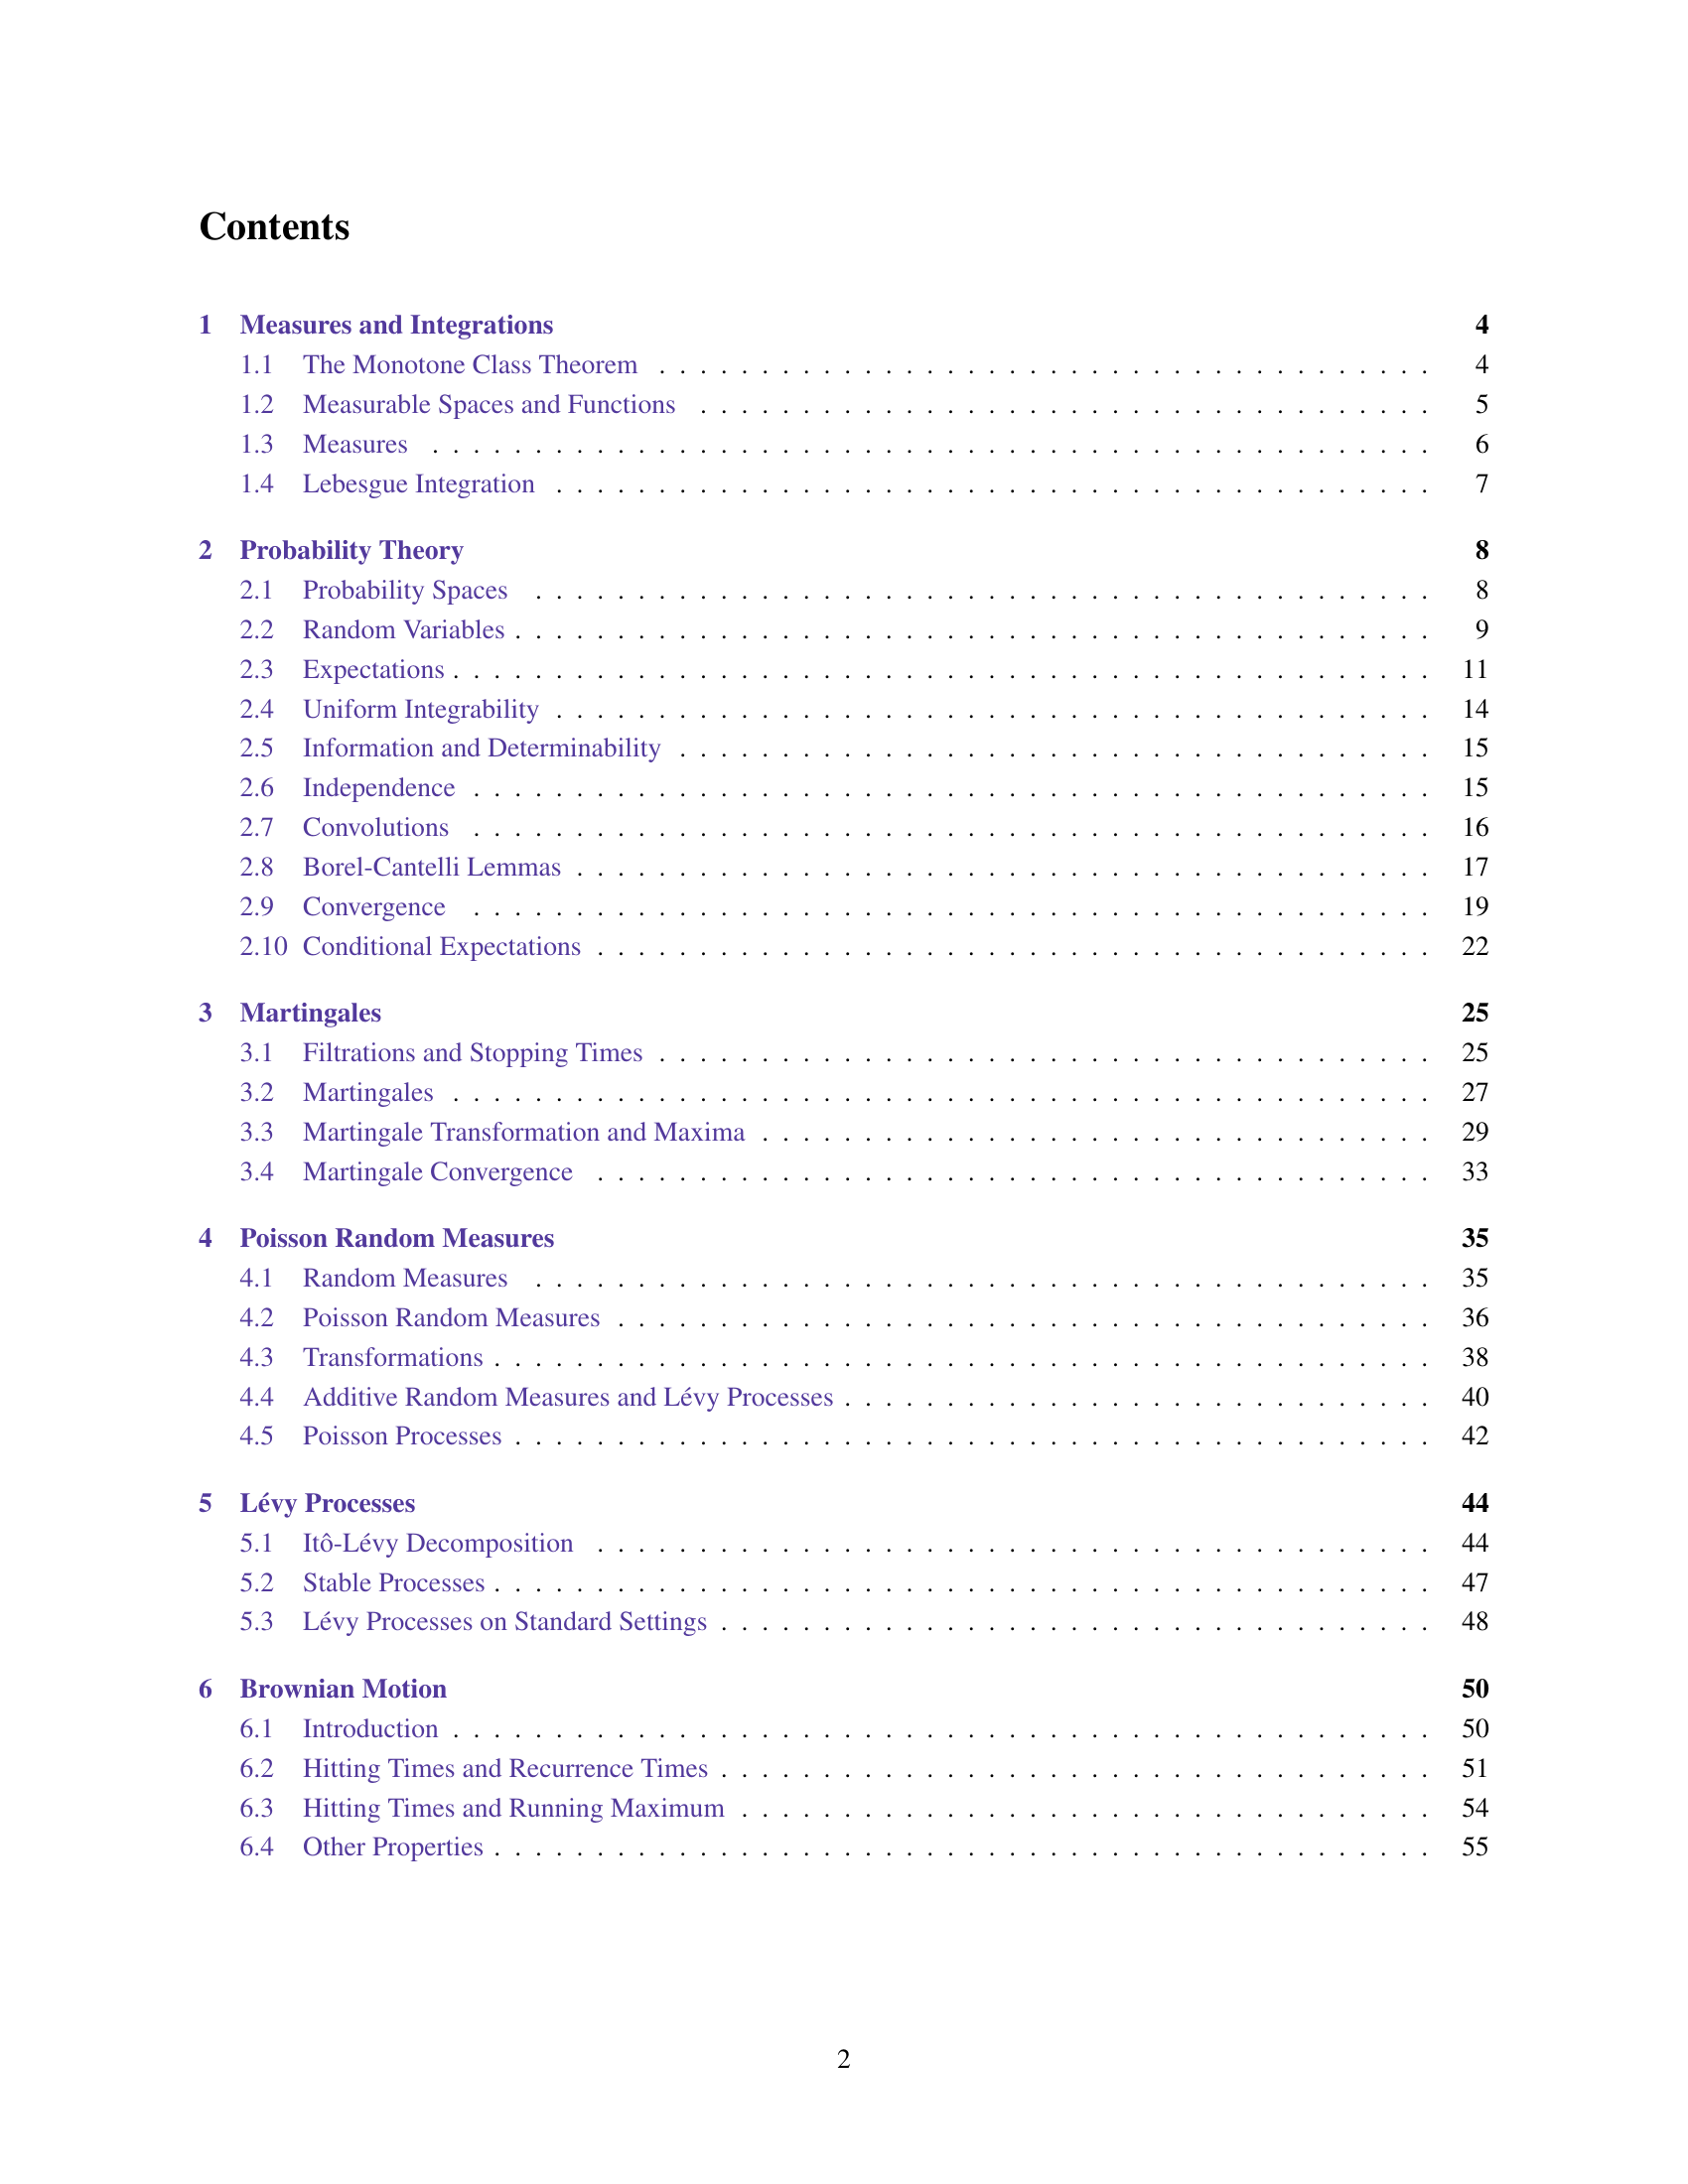 Contents
1 Measures and Integrations 4
1.1 The Monotone Class Theorem . . . . . . . . . . . . . . . . . . . . . . . . . . . . . . . . . . . . . . 4
1.2 Measurable Spaces and Functions . . . . . . . . . . . . . . . . . . . . . . . . . . . . . . . . . . . . 5
1.3 Measures . . . . . . . . . . . . . . . . . . . . . . . . . . . . . . . . . . . . . . . . . . . . . . . . . 6
1.4 Lebesgue Integration . . . . . . . . . . . . . . . . . . . . . . . . . . . . . . . . . . . . . . . . . . . 7
2 Probability Theory 8
2.1 Probability Spaces . . . . . . . . . . . . . . . . . . . . . . . . . . . . . . . . . . . . . . . . . . . . 8
2.2 Random Variables . . . . . . . . . . . . . . . . . . . . . . . . . . . . . . . . . . . . . . . . . . . . . 9
2.3 Expectations . . . . . . . . . . . . . . . . . . . . . . . . . . . . . . . . . . . . . . . . . . . . . . . . 11
2.4 Uniform Integrability . . . . . . . . . . . . . . . . . . . . . . . . . . . . . . . . . . . . . . . . . . . 14
2.5 Information and Determinability . . . . . . . . . . . . . . . . . . . . . . . . . . . . . . . . . . . . . 15
2.6 Independence . . . . . . . . . . . . . . . . . . . . . . . . . . . . . . . . . . . . . . . . . . . . . . . 15
2.7 Convolutions . . . . . . . . . . . . . . . . . . . . . . . . . . . . . . . . . . . . . . . . . . . . . . . 16
2.8 Borel-Cantelli Lemmas . . . . . . . . . . . . . . . . . . . . . . . . . . . . . . . . . . . . . . . . . . 17
2.9 Convergence . . . . . . . . . . . . . . . . . . . . . . . . . . . . . . . . . . . . . . . . . . . . . . . 19
2.10 Conditional Expectations . . . . . . . . . . . . . . . . . . . . . . . . . . . . . . . . . . . . . . . . . 22
3 Martingales 25
3.1 Filtrations and Stopping Times . . . . . . . . . . . . . . . . . . . . . . . . . . . . . . . . . . . . . . 25
3.2 Martingales . . . . . . . . . . . . . . . . . . . . . . . . . . . . . . . . . . . . . . . . . . . . . . . . 27
3.3 Martingale Transformation and Maxima . . . . . . . . . . . . . . . . . . . . . . . . . . . . . . . . . 29
3.4 Martingale Convergence . . . . . . . . . . . . . . . . . . . . . . . . . . . . . . . . . . . . . . . . . 33
4 Poisson Random Measures 35
4.1 Random Measures . . . . . . . . . . . . . . . . . . . . . . . . . . . . . . . . . . . . . . . . . . . . 35
4.2 Poisson Random Measures . . . . . . . . . . . . . . . . . . . . . . . . . . . . . . . . . . . . . . . . 36
4.3 Transformations . . . . . . . . . . . . . . . . . . . . . . . . . . . . . . . . . . . . . . . . . . . . . . 38
4.4 Additive Random Measures and Lévy Processes . . . . . . . . . . . . . . . . . . . . . . . . . . . . . 40
4.5 Poisson Processes . . . . . . . . . . . . . . . . . . . . . . . . . . . . . . . . . . . . . . . . . . . . . 42
5 Lévy Processes 44
5.1 Itô-Lévy Decomposition . . . . . . . . . . . . . . . . . . . . . . . . . . . . . . . . . . . . . . . . . 44
5.2 Stable Processes . . . . . . . . . . . . . . . . . . . . . . . . . . . . . . . . . . . . . . . . . . . . . . 47
5.3 Lévy Processes on Standard Settings . . . . . . . . . . . . . . . . . . . . . . . . . . . . . . . . . . . 48
6 Brownian Motion 50
6.1 Introduction . . . . . . . . . . . . . . . . . . . . . . . . . . . . . . . . . . . . . . . . . . . . . . . . 50
6.2 Hitting Times and Recurrence Times . . . . . . . . . . . . . . . . . . . . . . . . . . . . . . . . . . . 51
6.3 Hitting Times and Running Maximum . . . . . . . . . . . . . . . . . . . . . . . . . . . . . . . . . . 54
6.4 Other Properties . . . . . . . . . . . . . . . . . . . . . . . . . . . . . . . . . . . . . . . . . . . . . . 55
2